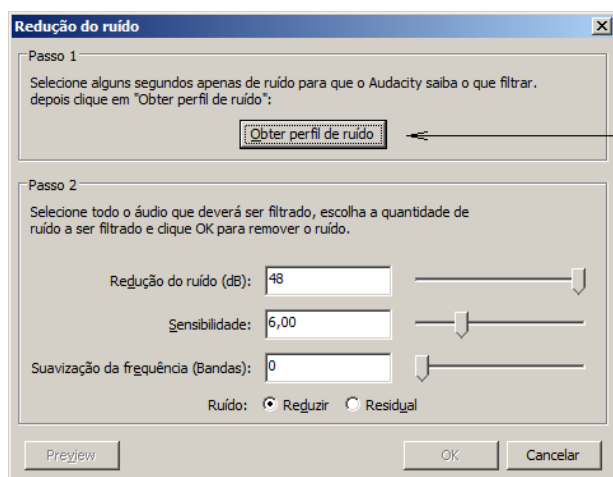 Redução do ruído
Passo 1
Selecione alguns segundos apenas de ruído para que o Audacity saiba o que filtrar.
depois clique em "Obter perfil de ruído":
Obter perfil de ruído
Passo 2
Selecione todo o áudio que deverá ser filtrado, escolha a quantidade de
ruído a ser filtrado e clique OK para remover o ruído.
Redução do ruído (dB): 48
Sensibilidade: 6,00
Suavização da frequência (Bandas): 0
Ruído: Reduzir Residual
Preview OK Cancelar